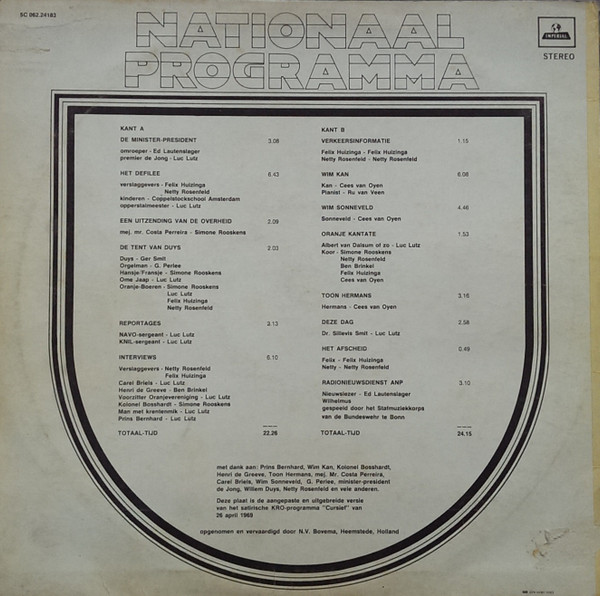 5C 062.24183
NATIONAAL
PROGRAMMA
IMPERIAL
STEREO
KANT A
DE MINISTER-PRESIDENT 3.08
omroeper - Ed Lautenslager
premier de Jong - Luc Lutz
HET DEFILEE 6.43
verslaggevers - Felix Huizinga
Netty Rosenfeld
kinderen - Coppelstockschool Amsterdam
opperstalmeester - Luc Lutz
EEN UITZENDING VAN DE OVERHEID 2.09
mej. mr. Costa Perreira - Simone Rooskens
DE TENT VAN DUYS 2.03
Duys - Ger Smit
Orgelman - G. Perlee
Hansje/Fransje - Simone Rooskens
Ome Jaap - Luc Lutz
Oranje-Boeren - Simone Rooskens
Luc Lutz
Felix Huizinga
Netty Rosenfeld
REPORTAGES 3.13
NAVO-sergeant - Luc Lutz
KNIL-sergeant - Luc Lutz
INTERVIEWS 5.10
Verslaggevers - Netty Rosenfeld
Felix Huizinga
Carel Briels - Luc Lutz
Henri de Greeve - Ben Brinkel
Voorzitter Oranjevereniging - Luc Lutz
Kolonel Bosshardt - Simone Rooskens
Man met krentemmik - Luc Lutz
Prins Bernhard - Luc Lutz
TOTAAL-TIJD 22.26
KANT B
VERKEERSINFORMATIE 1.15
Felix Huizinga - Felix Huizinga
Netty Rosenfeld - Netty Rosenfeld
WIM KAN 6.08
Kan - Cees van Oyen
Pianist - Ru van Veen
WIM SONNEVELD 4.46
Sonneveld - Cees van Oyen
ORANJE KANTATE 1.53
Albert van Dalsum of zo - Luc Lutz
Koor - Simone Rooskens
Netty Rosenfeld
Ben Brinkel
Felix Huizinga
Cees van Oyen
TOON HERMANS 3.16
Hermans - Cees van Oyen
DEZE DAG 2.58
Dr. Sillevis Smit - Luc Lutz
HET AFSCHEID 0.49
Felix - Felix Huizinga
Netty - Netty Rosenfeld
RADIONIEUWSDIENST ANP 3.10
Nieuwslezer - Ed Lautenslager
Wilhelmus
gespeeld door het Stafmuziekkorps
van de Bundeswehr te Bonn
TOTAAL-TIJD 24.15
met dank aan: Prins Bernhard, Wim Kan, Kolonel Bosshardt,
Henri de Greeve, Toon Hermans, mej. Mr. Costa Perreira,
Carel Briels, Wim Sonneveld, G. Perlee, minister-president
de Jong, Willem Duys, Netty Rosenfeld en vele anderen.
Deze plaat is de aangepaste en uitgebreide versie
van het satirische KRO-programma "Cursief" van
26 april 1969
opgenomen en vervaardigd door N.V. Bovema, Heemstede, Holland